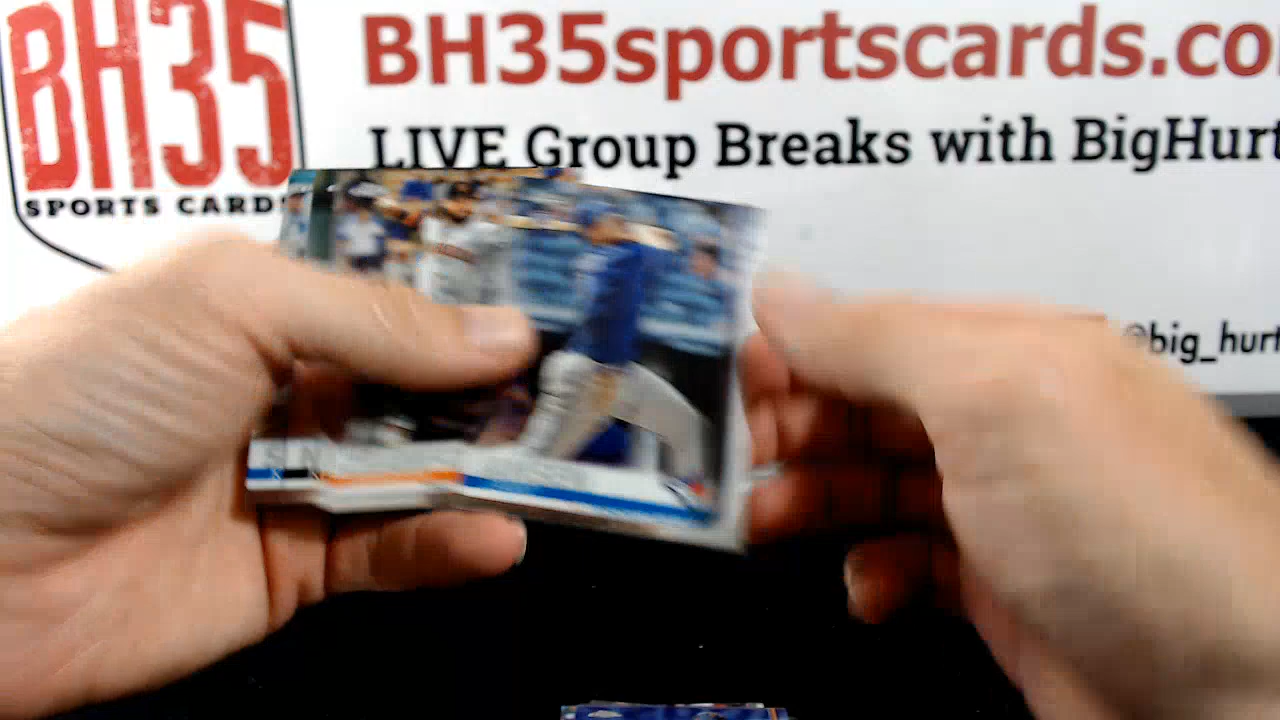 BH35
SPORTS CARDS
BH35sportscards.co
LIVE Group Breaks with BigHurt
@big_hurt